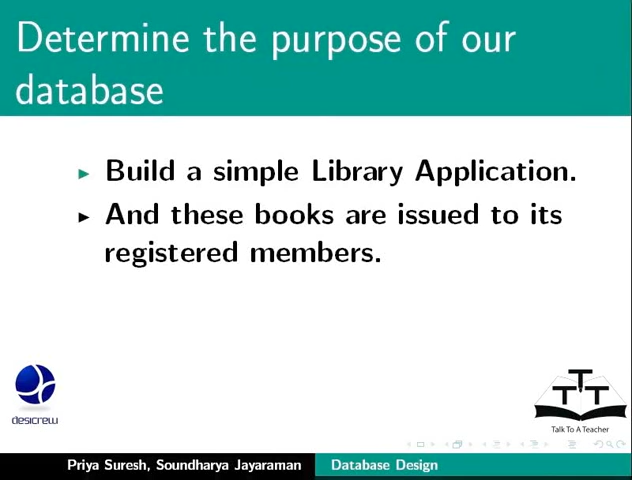 Determine the purpose of our
database
Build a simple Library Application.
And these books are issued to its
registered members.
desicrew
TTT
Talk To A Teacher
Priya Suresh, Soundharya Jayaraman
Database Design